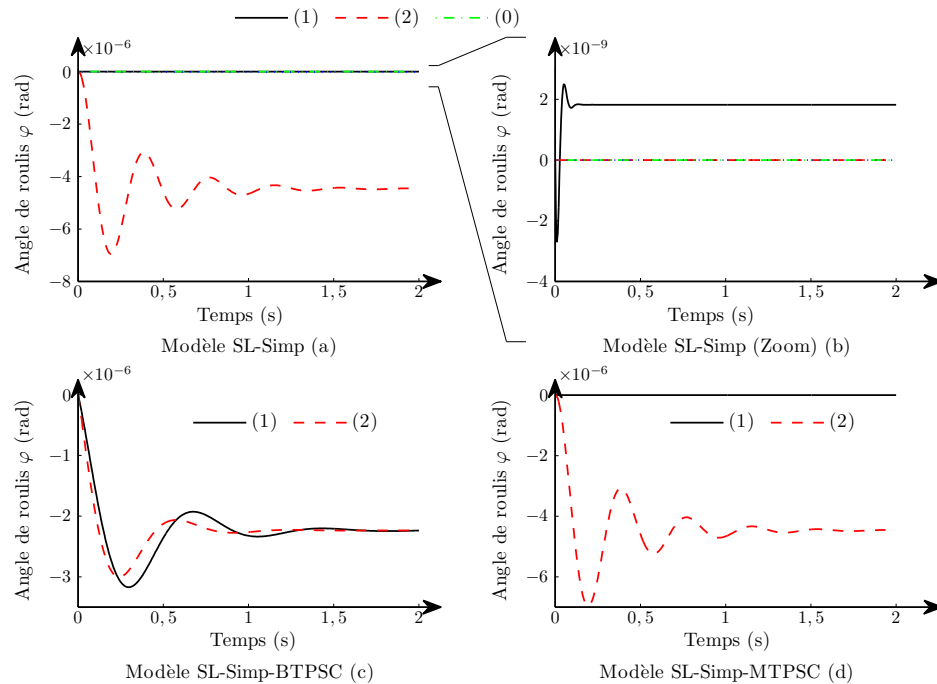 (1) (2) (0)
×10−6
0
−2
−4
−6
−8
Angle de roulis φ (rad)
0 0,5 1 1,5 2
Temps (s)
Modèle SL-Simp (a)
×10−9
2
0
−2
−4
Angle de roulis φ (rad)
0 0,5 1 1,5 2
Temps (s)
Modèle SL-Simp (Zoom) (b)
×10−6
0
−1
−2
−3
Angle de roulis φ (rad)
(1) (2)
0 0,5 1 1,5 2
Temps (s)
Modèle SL-Simp-BTPSC (c)
×10−6
0
−2
−4
−6
Angle de roulis φ (rad)
(1) (2)
0 0,5 1 1,5 2
Temps (s)
Modèle SL-Simp-MTPSC (d)